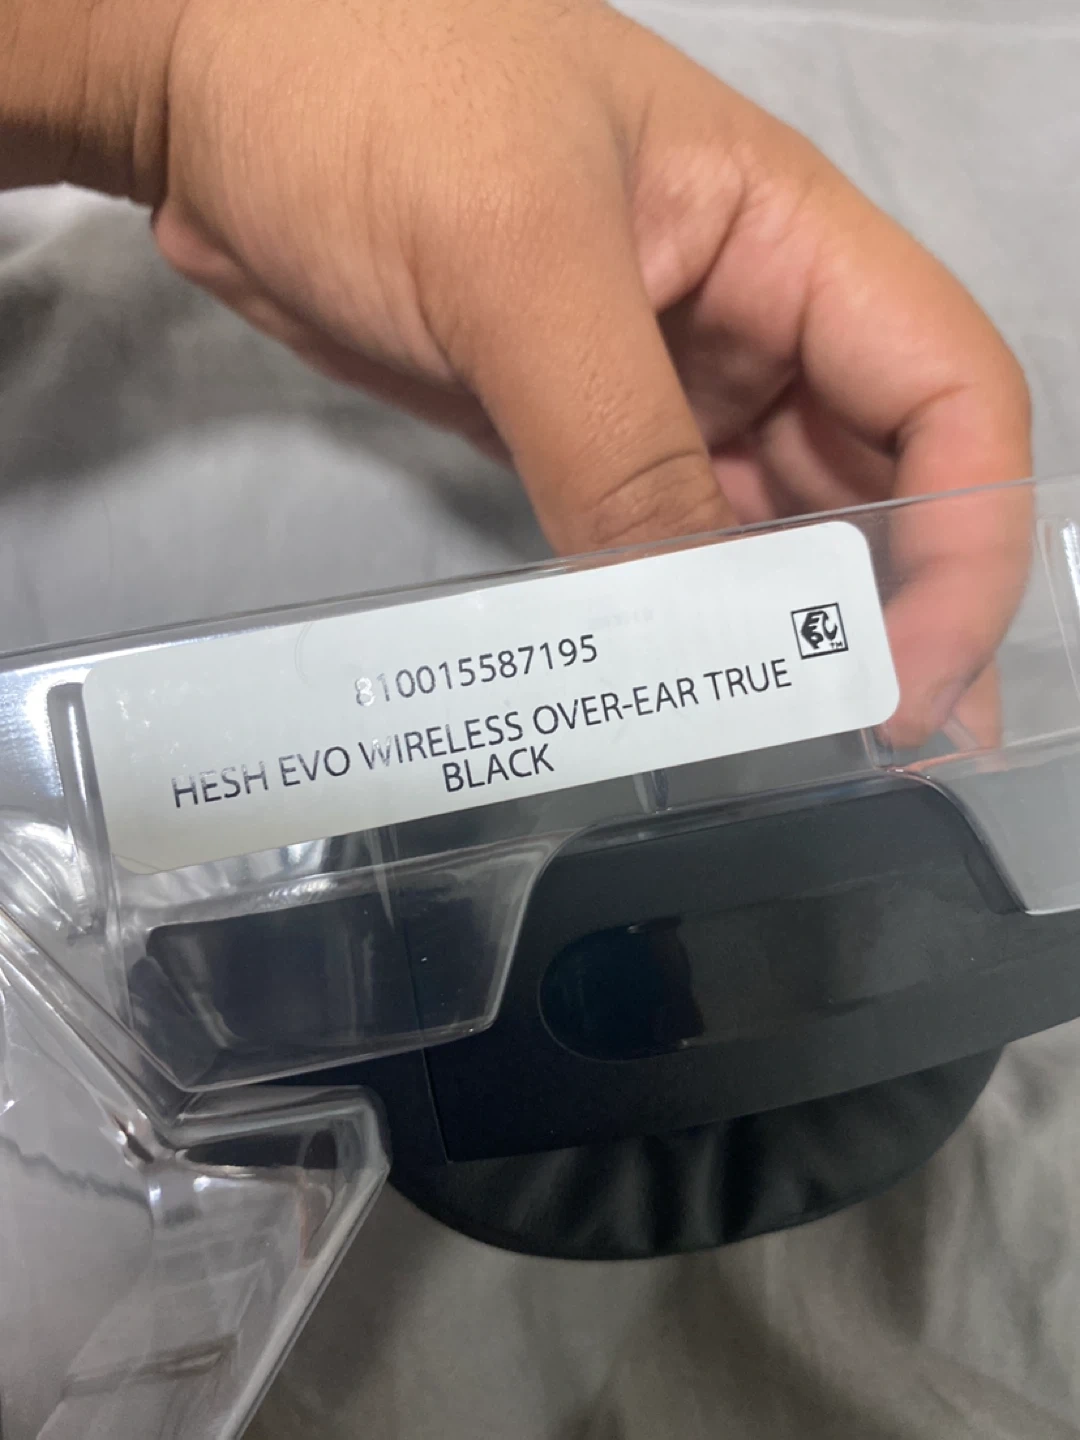 810015587195
HESH EVO WIRELESS OVER-EAR TRUE
BLACK